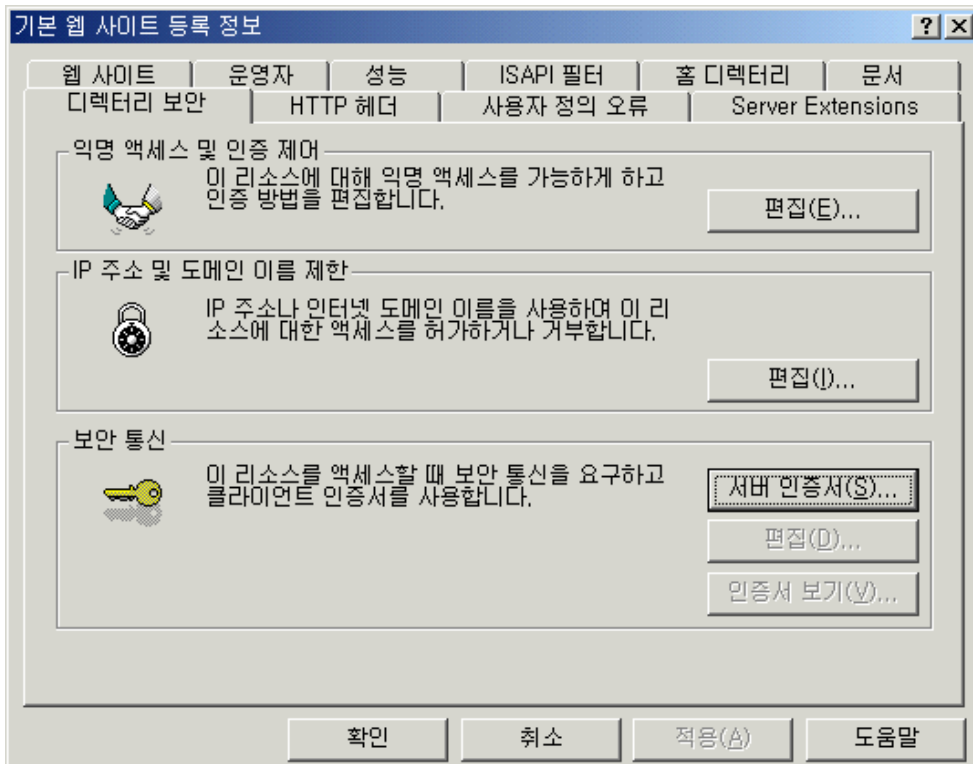 기본 웹 사이트 등록 정보
웹 사이트 운영자 성능 ISAPI 필터 홈 디렉터리 문서
디렉터리 보안 HTTP 헤더 사용자 정의 오류 Server Extensions
익명 액세스 및 인증 제어
이 리소스에 대해 익명 액세스를 가능하게 하고
인증 방법을 편집합니다.
편집(E)...
IP 주소 및 도메인 이름 제한
IP 주소나 인터넷 도메인 이름을 사용하여 이 리
소스에 대한 액세스를 허가하거나 거부합니다.
편집(I)...
보안 통신
이 리소스를 액세스할 때 보안 통신을 요구하고
클라이언트 인증서를 사용합니다.
서버 인증서(S)...
편집(D)...
인증서 보기(V)...
확인 취소 적용(A) 도움말